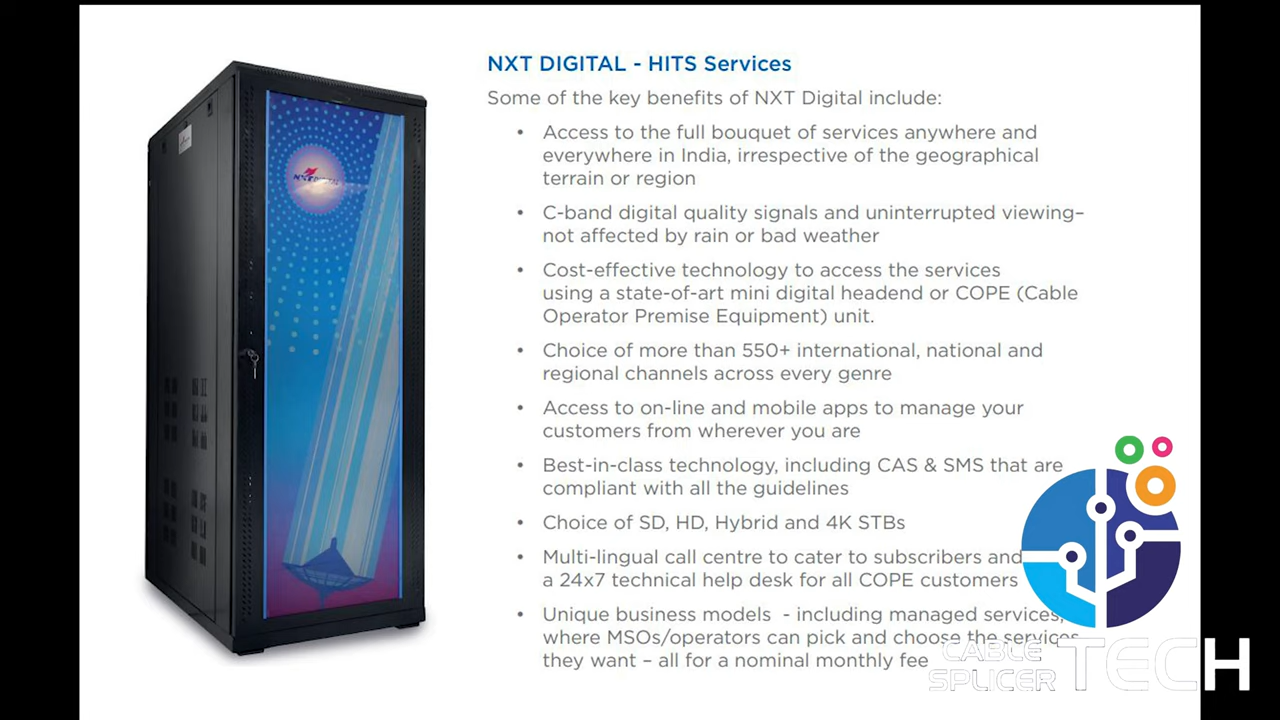 NXT DIGITAL - HITS Services
Some of the key benefits of NXT Digital include:
• Access to the full bouquet of services anywhere and
everywhere in India, irrespective of the geographical
terrain or region
• C-band digital quality signals and uninterrupted viewing–
not affected by rain or bad weather
• Cost-effective technology to access the services
using a state-of-art mini digital headend or COPE (Cable
Operator Premise Equipment) unit.
• Choice of more than 550+ international, national and
regional channels across every genre
• Access to on-line and mobile apps to manage your
customers from wherever you are
• Best-in-class technology, including CAS & SMS that are
compliant with all the guidelines
• Choice of SD, HD, Hybrid and 4K STBs
• Multi-lingual call centre to cater to subscribers and
a 24x7 technical help desk for all COPE customers
• Unique business models - including managed services,
where MSOs/operators can pick and choose the services
they want – all for a nominal monthly fee
NXTDIGITAL
CABLE
SPLICER
TECH